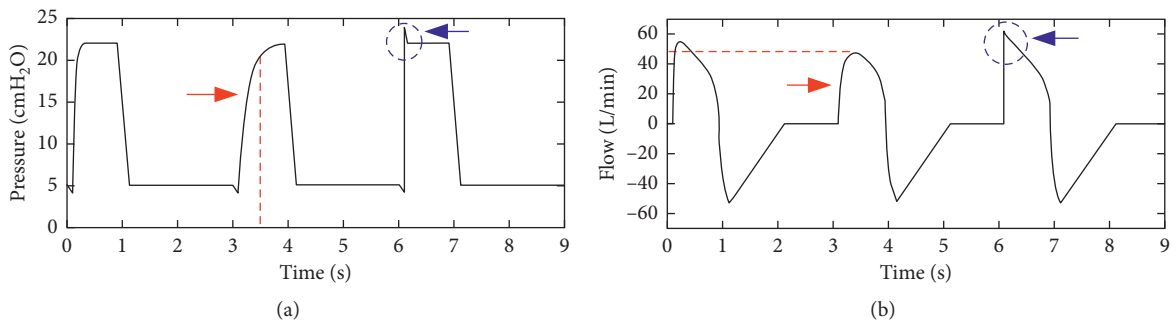 25
20
15
10
5
0
Pressure (cmH₂O)
0 1 2 3 4 5 6 7 8 9
Time (s)
(a)
60
40
20
0
−20
−40
−60
Flow (L/min)
0 1 2 3 4 5 6 7 8 9
Time (s)
(b)